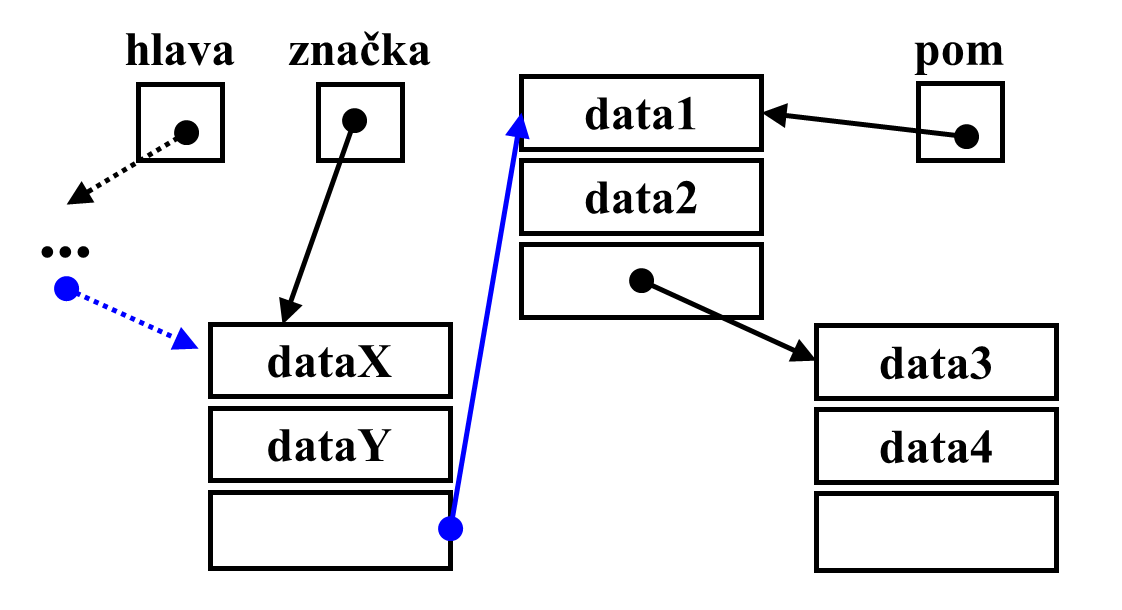 hlava
značka
pom
data1
data2
•••
dataX
dataY
data3
data4